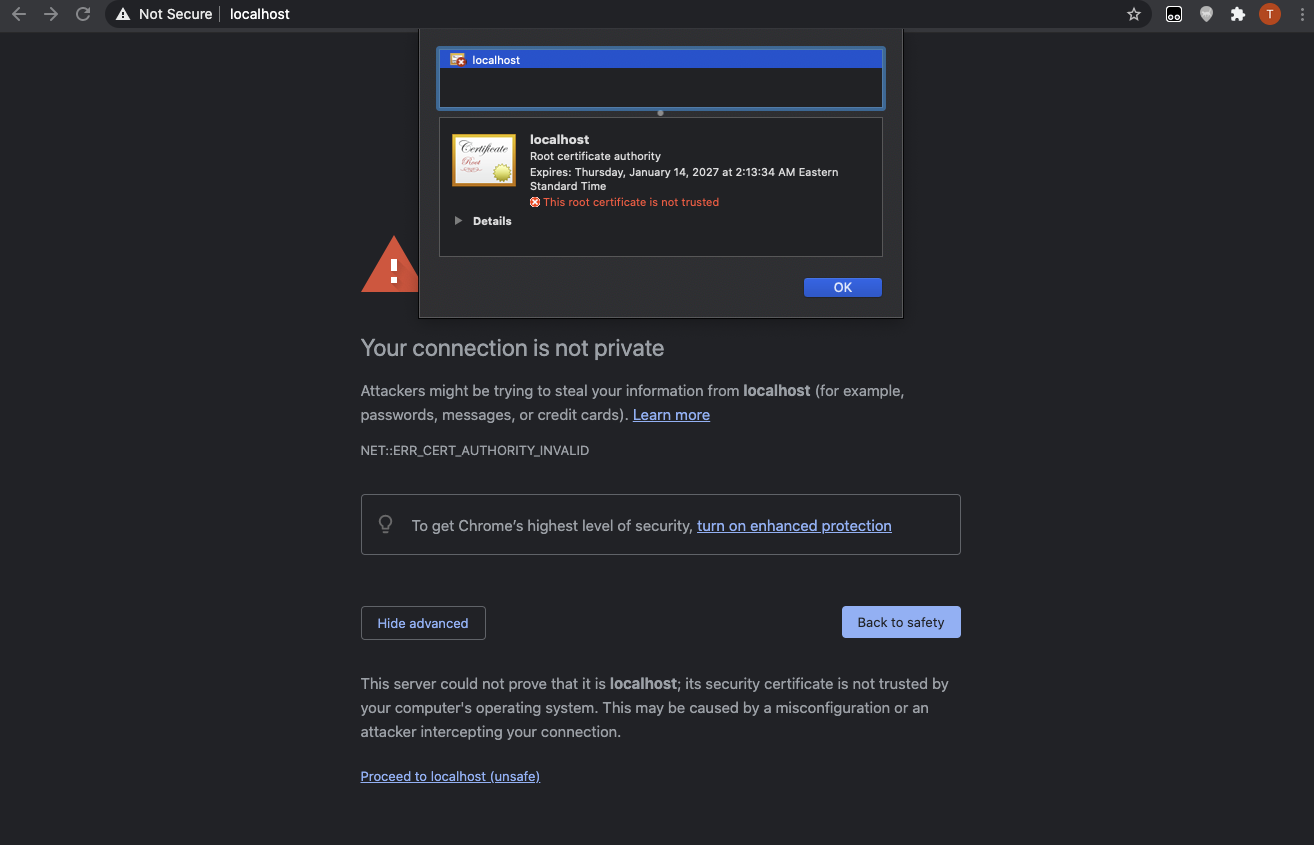 Not Secure
localhost
T
localhost
Certificate
Root
localhost
Root certificate authority
Expires: Thursday, January 14, 2027 at 2:13:34 AM Eastern
Standard Time
This root certificate is not trusted
Details
OK
Your connection is not private
Attackers might be trying to steal your information from localhost (for example,
passwords, messages, or credit cards). Learn more
NET::ERR_CERT_AUTHORITY_INVALID
To get Chrome's highest level of security, turn on enhanced protection
Hide advanced
Back to safety
This server could not prove that it is localhost; its security certificate is not trusted by
your computer's operating system. This may be caused by a misconfiguration or an
attacker intercepting your connection.
Proceed to localhost (unsafe)